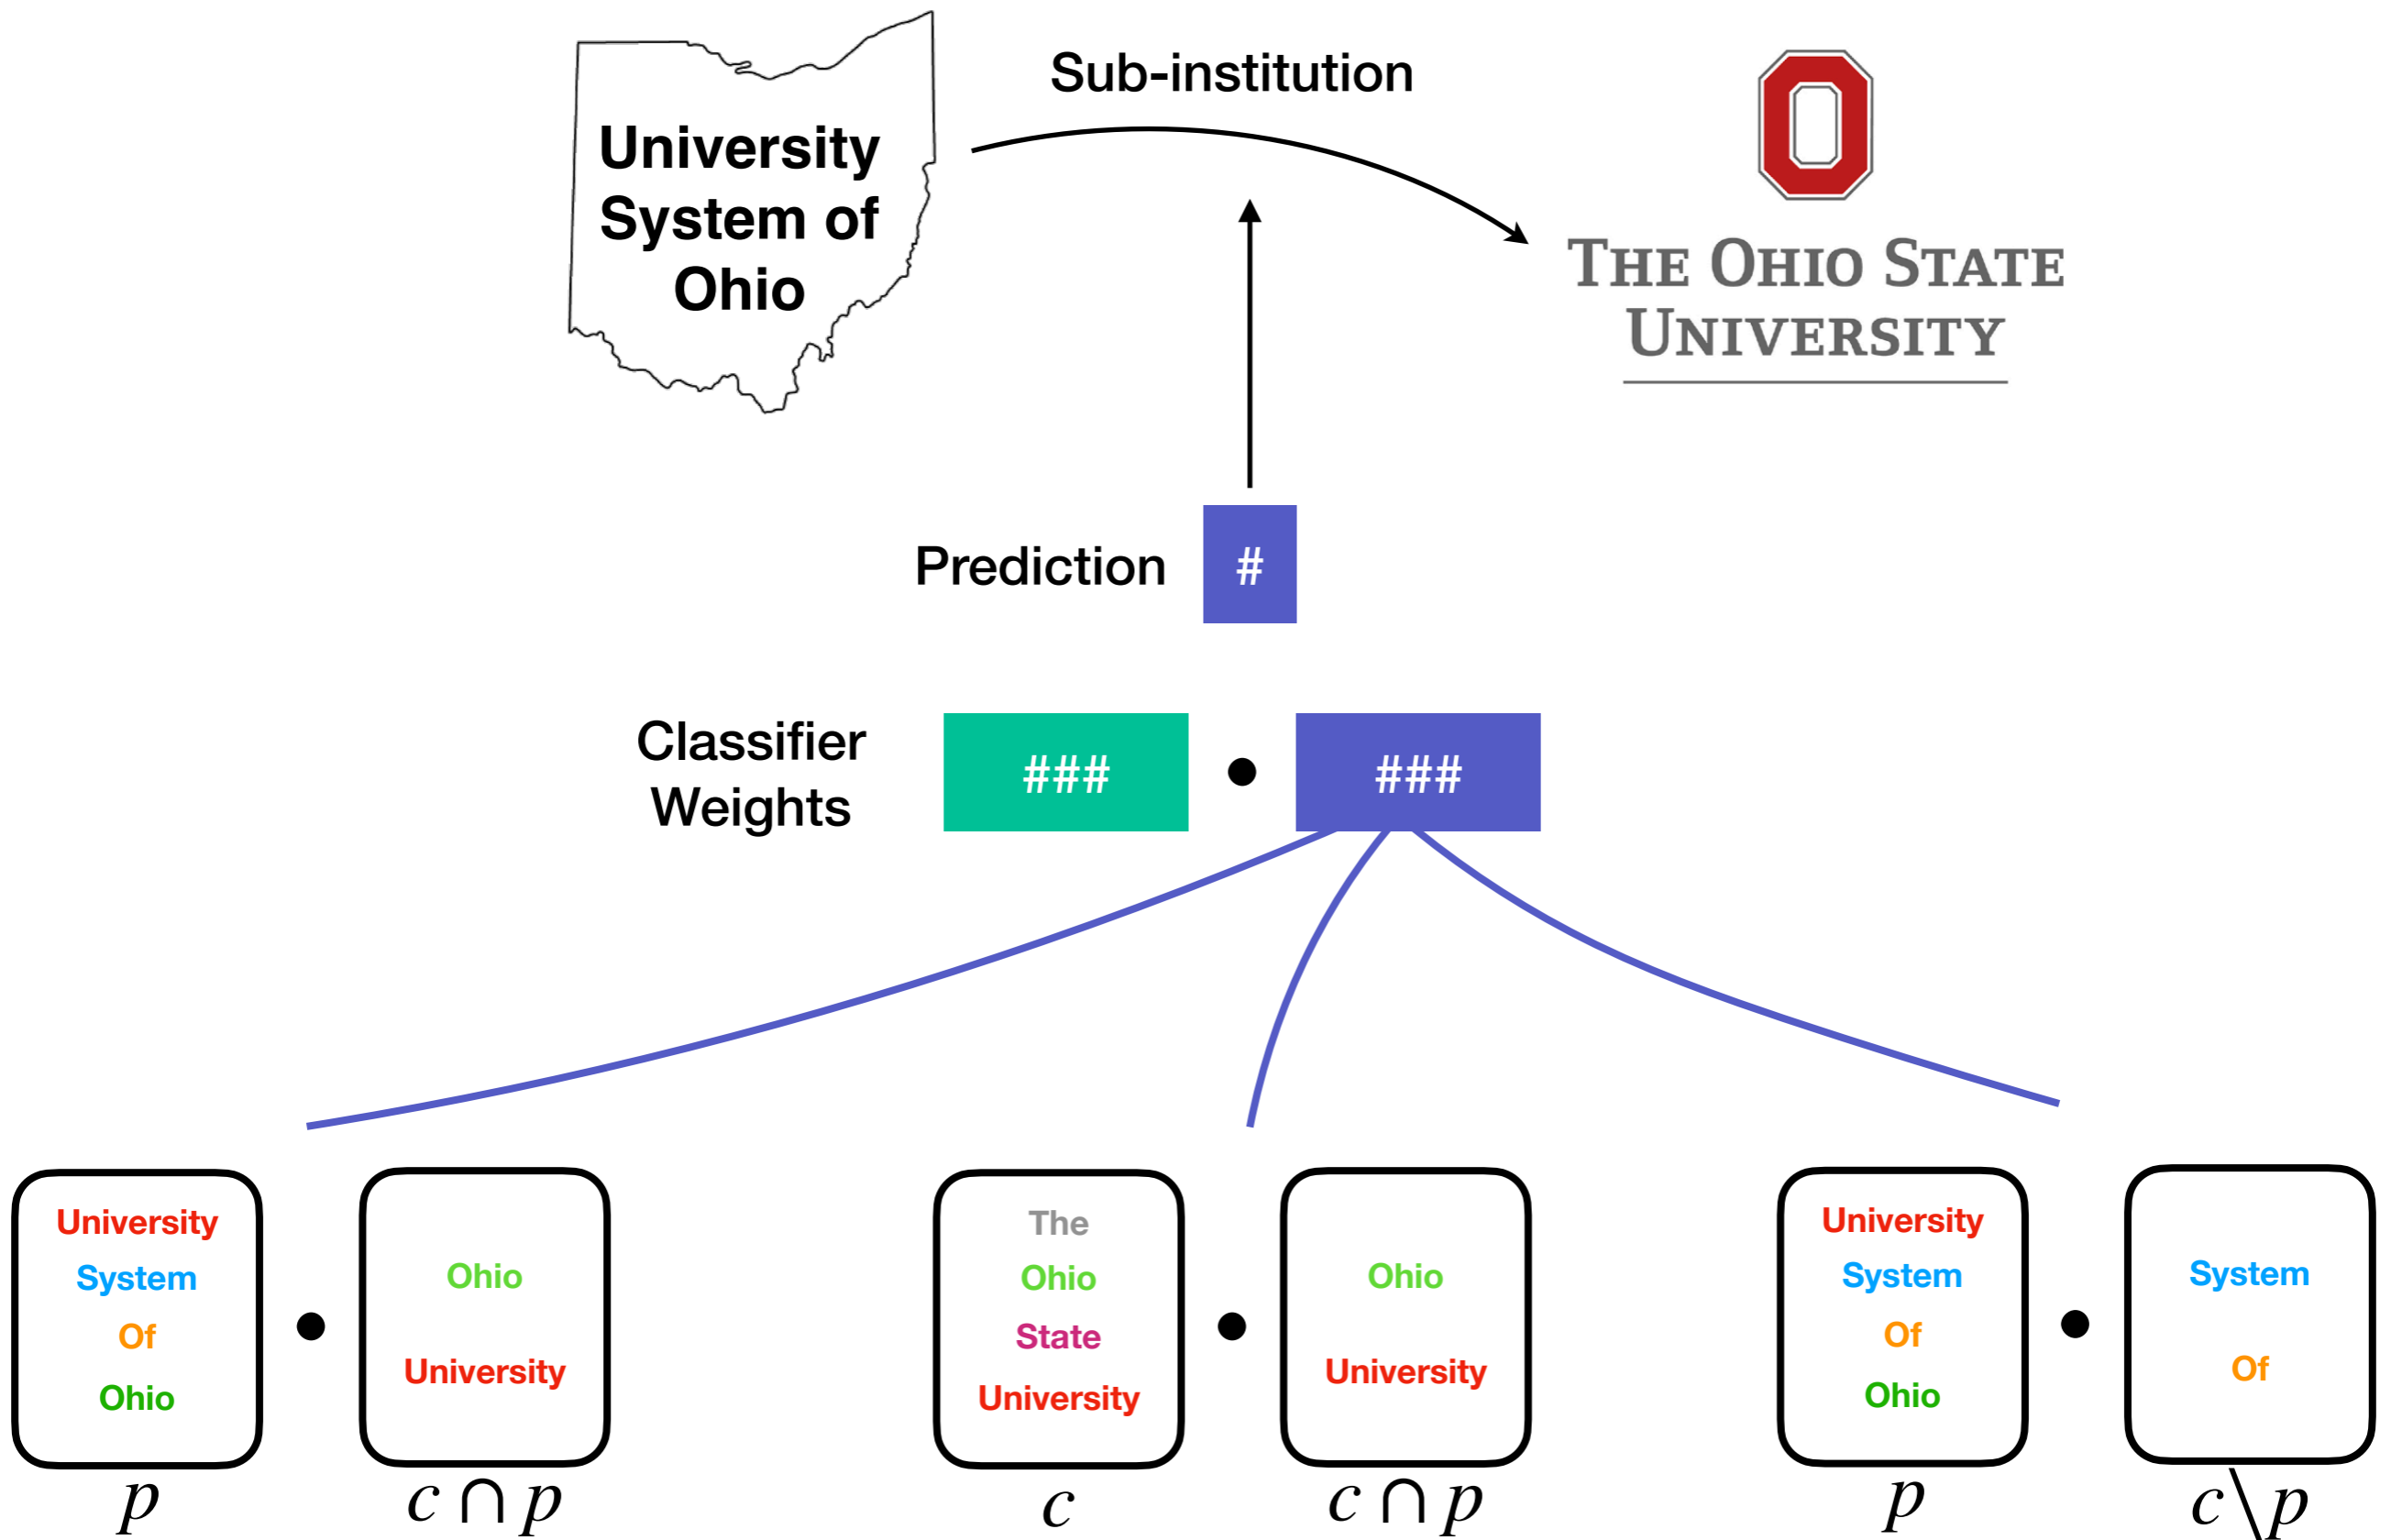 University
System of
Ohio
Sub-institution
O
THE OHIO STATE
UNIVERSITY
Prediction
#
Classifier
Weights
###
###
University
System
Of
Ohio
p
Ohio
University
c ∩ p
The
Ohio
State
University
c
Ohio
University
c ∩ p
University
System
Of
Ohio
p
System
Of
c \ p